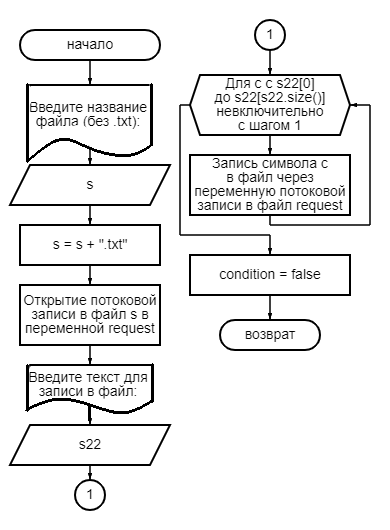 начало
Введите название
файла (без .txt):
s
s = s + ".txt"
Открытие потоковой
записи в файл s в
переменной request
Введите текст для
записи в файл:
s22
1
1
Для с с s22[0]
до s22[s22.size()]
невключительно
с шагом 1
Запись символа с
в файл через
переменную потоковой
записи в файл request
condition = false
возврат